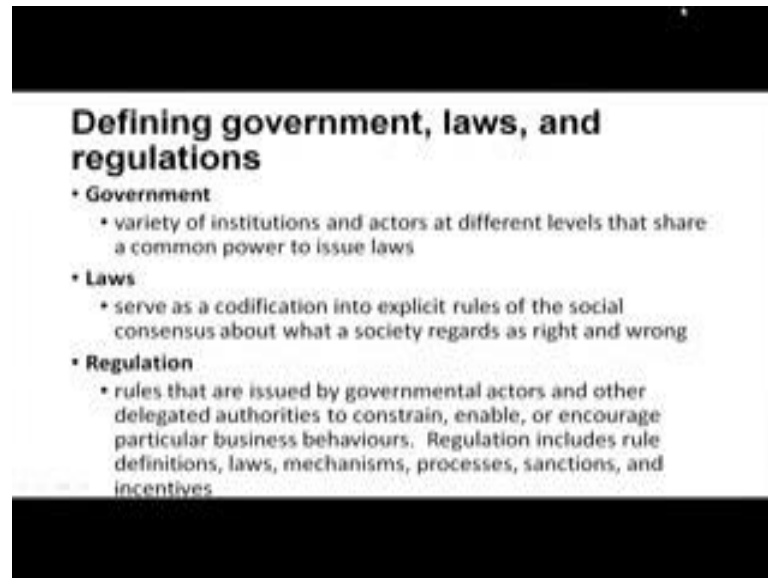 Defining government, laws, and
regulations
• Government
• variety of institutions and actors at different levels that share
a common power to issue laws
• Laws
• serve as a codification into explicit rules of the social
consensus about what a society regards as right and wrong
• Regulation
• rules that are issued by governmental actors and other
delegated authorities to constrain, enable, or encourage
particular business behaviours. Regulation includes rule
definitions, laws, mechanisms, processes, sanctions, and
incentives